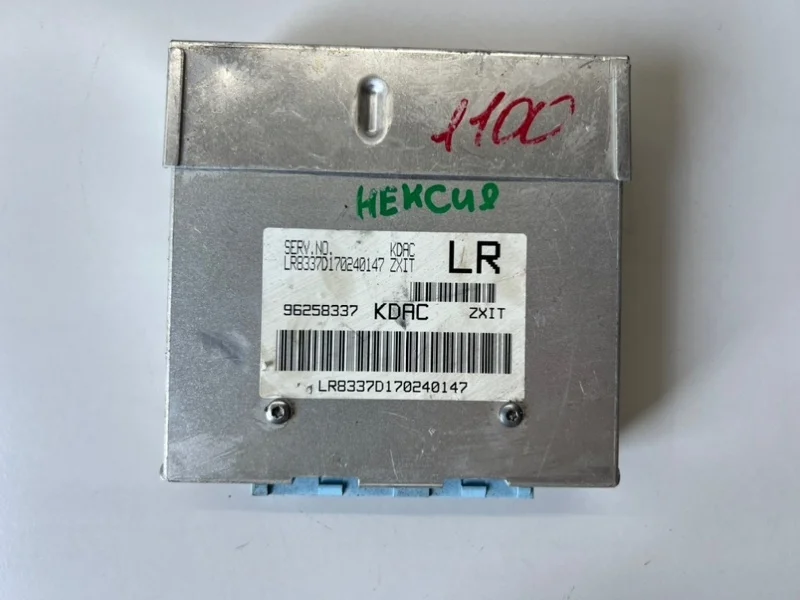 1100
НЕКСИЯ
SERV.NO. KDAC
LR8337D170240147 ZXIT
LR
96258337 KDAC ZXIT
LR8337D170240147